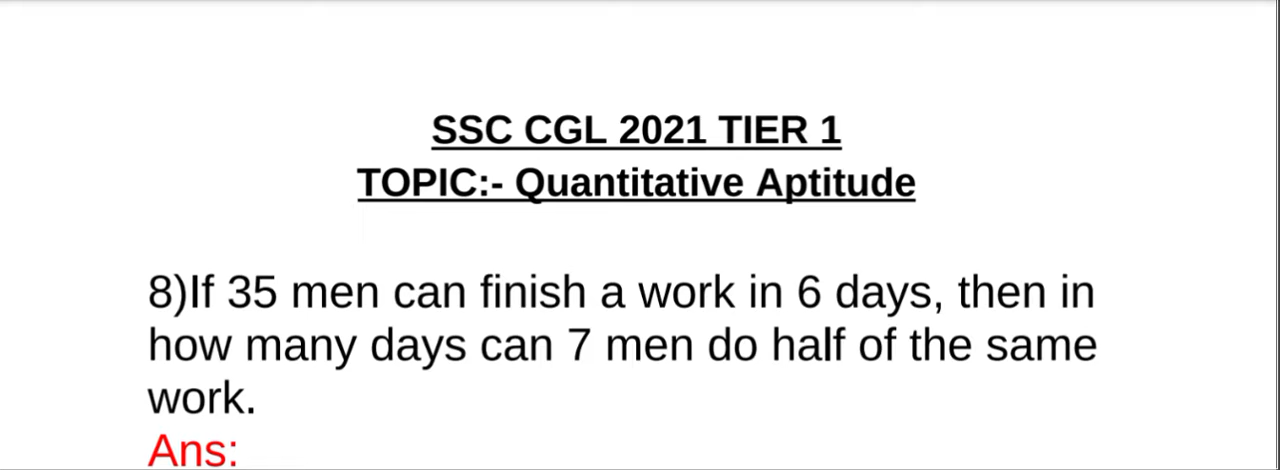 SSC CGL 2021 TIER 1
TOPIC:- Quantitative Aptitude
8)If 35 men can finish a work in 6 days, then in
how many days can 7 men do half of the same
work.
Ans: